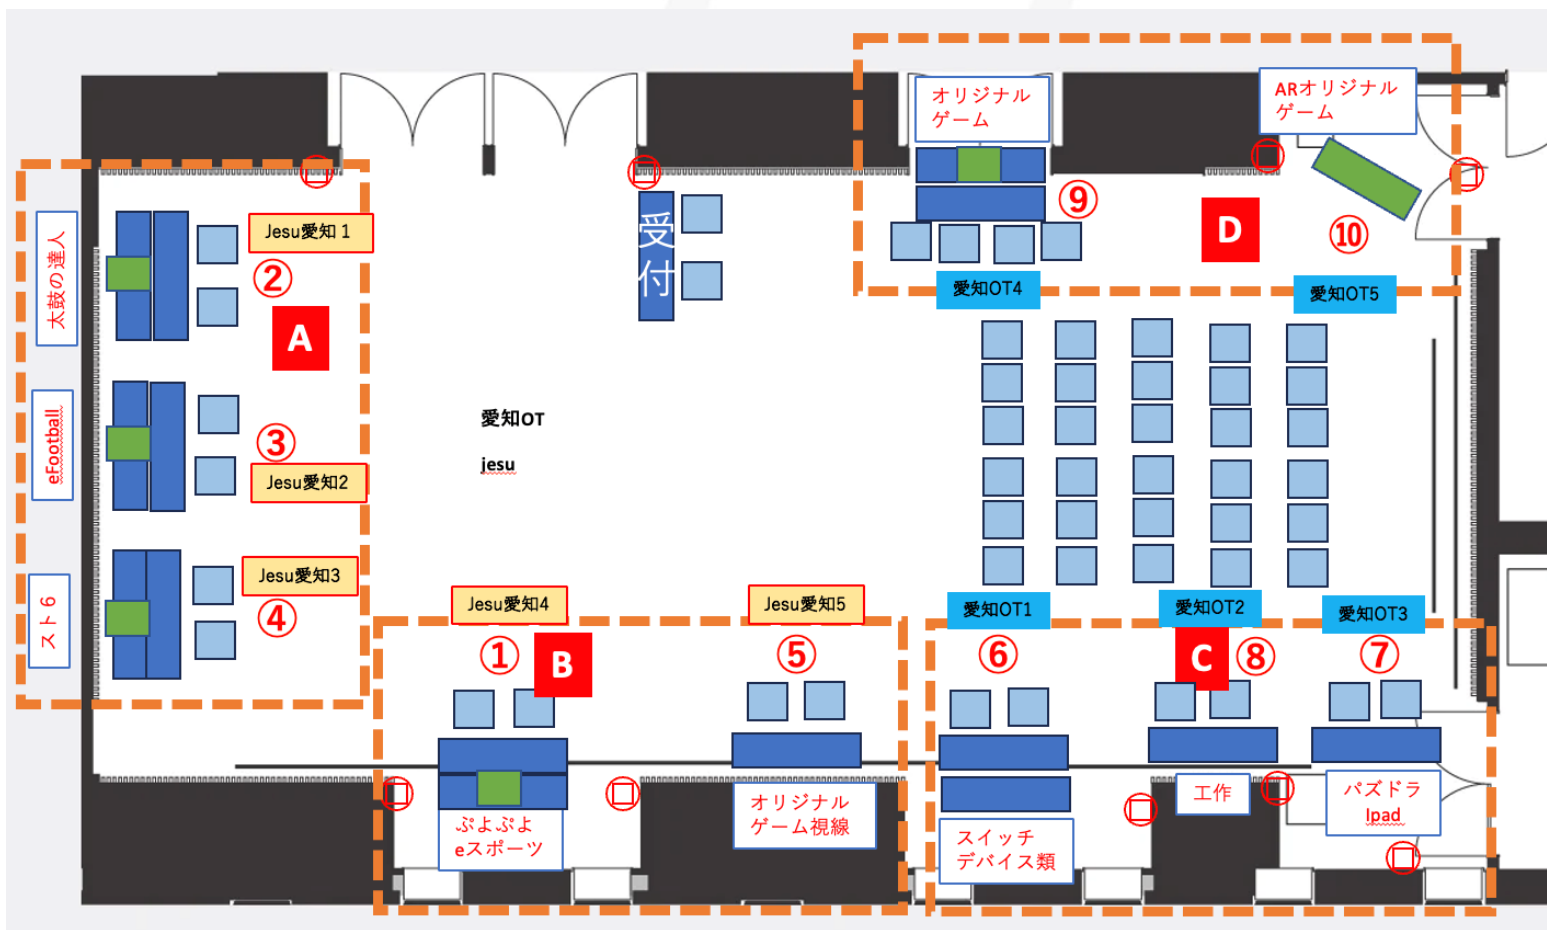 オリジナル
ゲーム
ARオリジナル
ゲーム
太鼓の達人
Jesu愛知 1
②
A
受付
⑨
D
⑩
愛知OT4
愛知OT5
eFootball
③
Jesu愛知2
愛知OT
jesu
スト 6
Jesu愛知3
④
Jesu愛知4
①
B
Jesu愛知5
⑤
愛知OT1
⑥
愛知OT2
C
⑧
愛知OT3
⑦
ぷよぷよ
eスポーツ
オリジナル
ゲーム視線
スイッチ
デバイス類
工作
パズドラ
Ipad